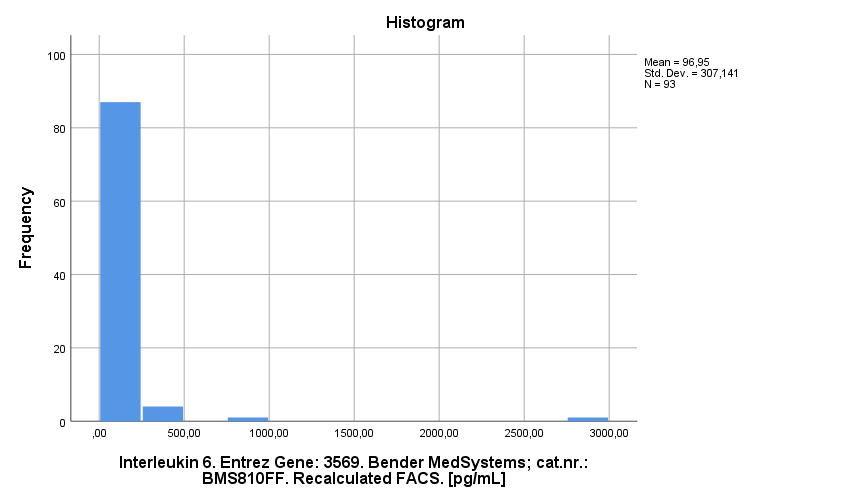 Histogram
Mean = 96,95
Std. Dev. = 307,141
N = 93
100
80
60
40
20
0
Frequency
,00
500,00
1000,00
1500,00
2000,00
2500,00
3000,00
Interleukin 6. Entrez Gene: 3569. Bender MedSystems; cat.nr.:
BMS810FF. Recalculated FACS. [pg/mL]